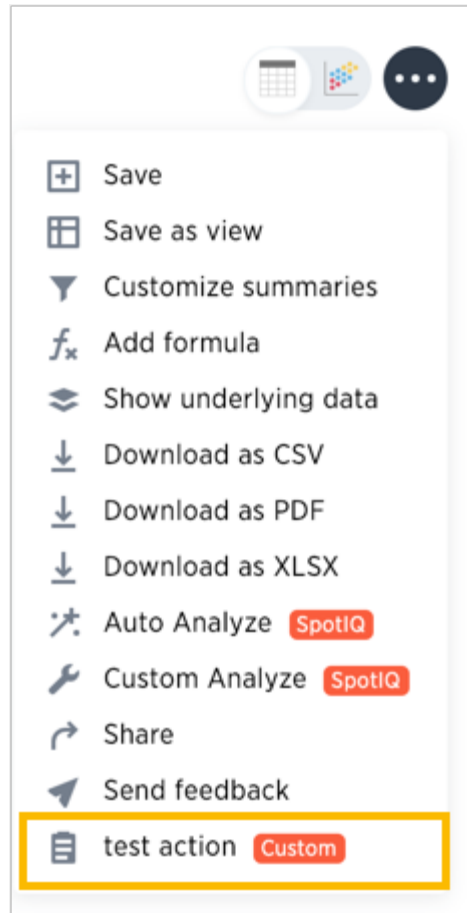 Save
Save as view
Customize summaries
fx Add formula
Show underlying data
Download as CSV
Download as PDF
Download as XLSX
Auto Analyze SpotIQ
Custom Analyze SpotIQ
Share
Send feedback
test action Custom